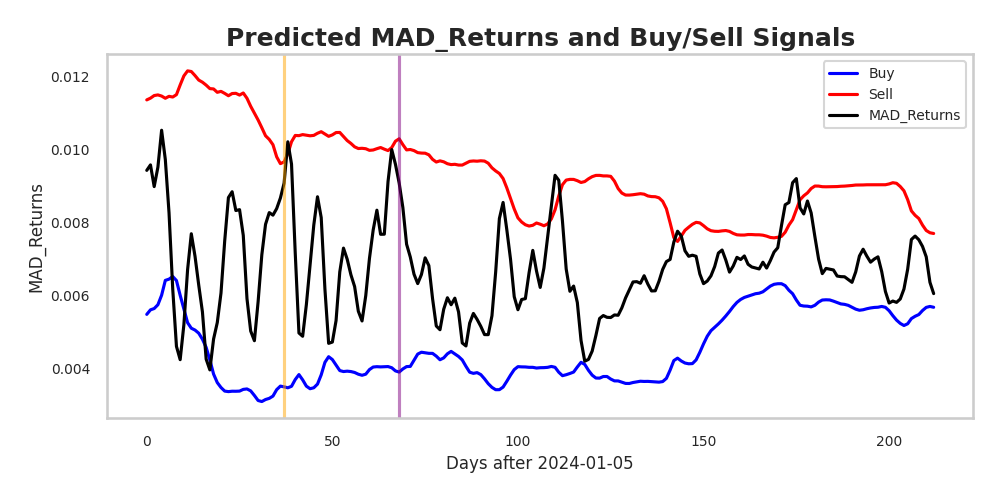 Predicted MAD_Returns and Buy/Sell Signals
0.012
0.010
0.008
0.006
0.004
MAD_Returns
Buy
Sell
MAD_Returns
0 50 100 150 200
Days after 2024-01-05